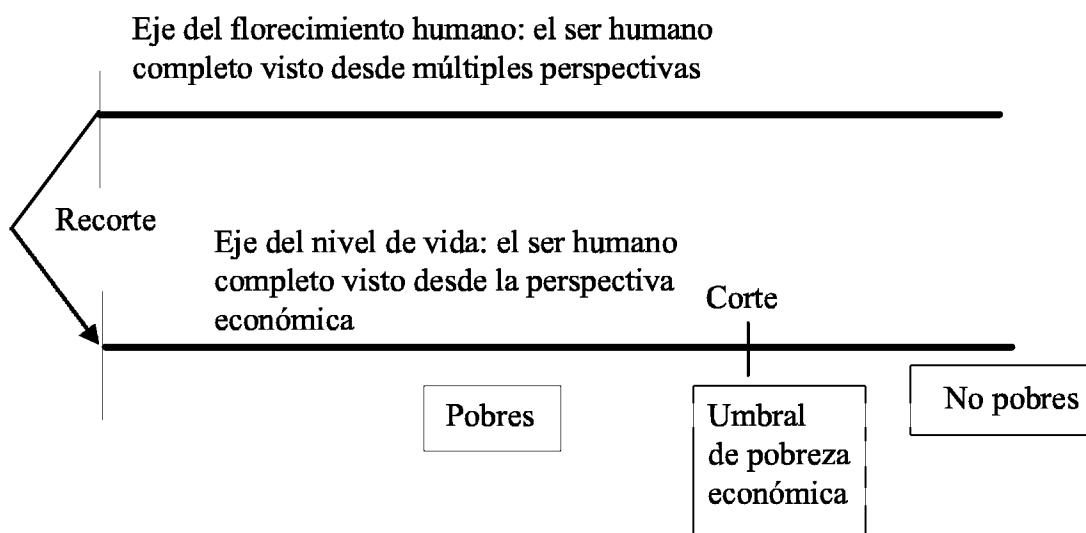 Eje del florecimiento humano: el ser humano
completo visto desde múltiples perspectivas
Recorte
Eje del nivel de vida: el ser humano
completo visto desde la perspectiva
económica
Corte
Pobres
Umbral
de pobreza
económica
No pobres